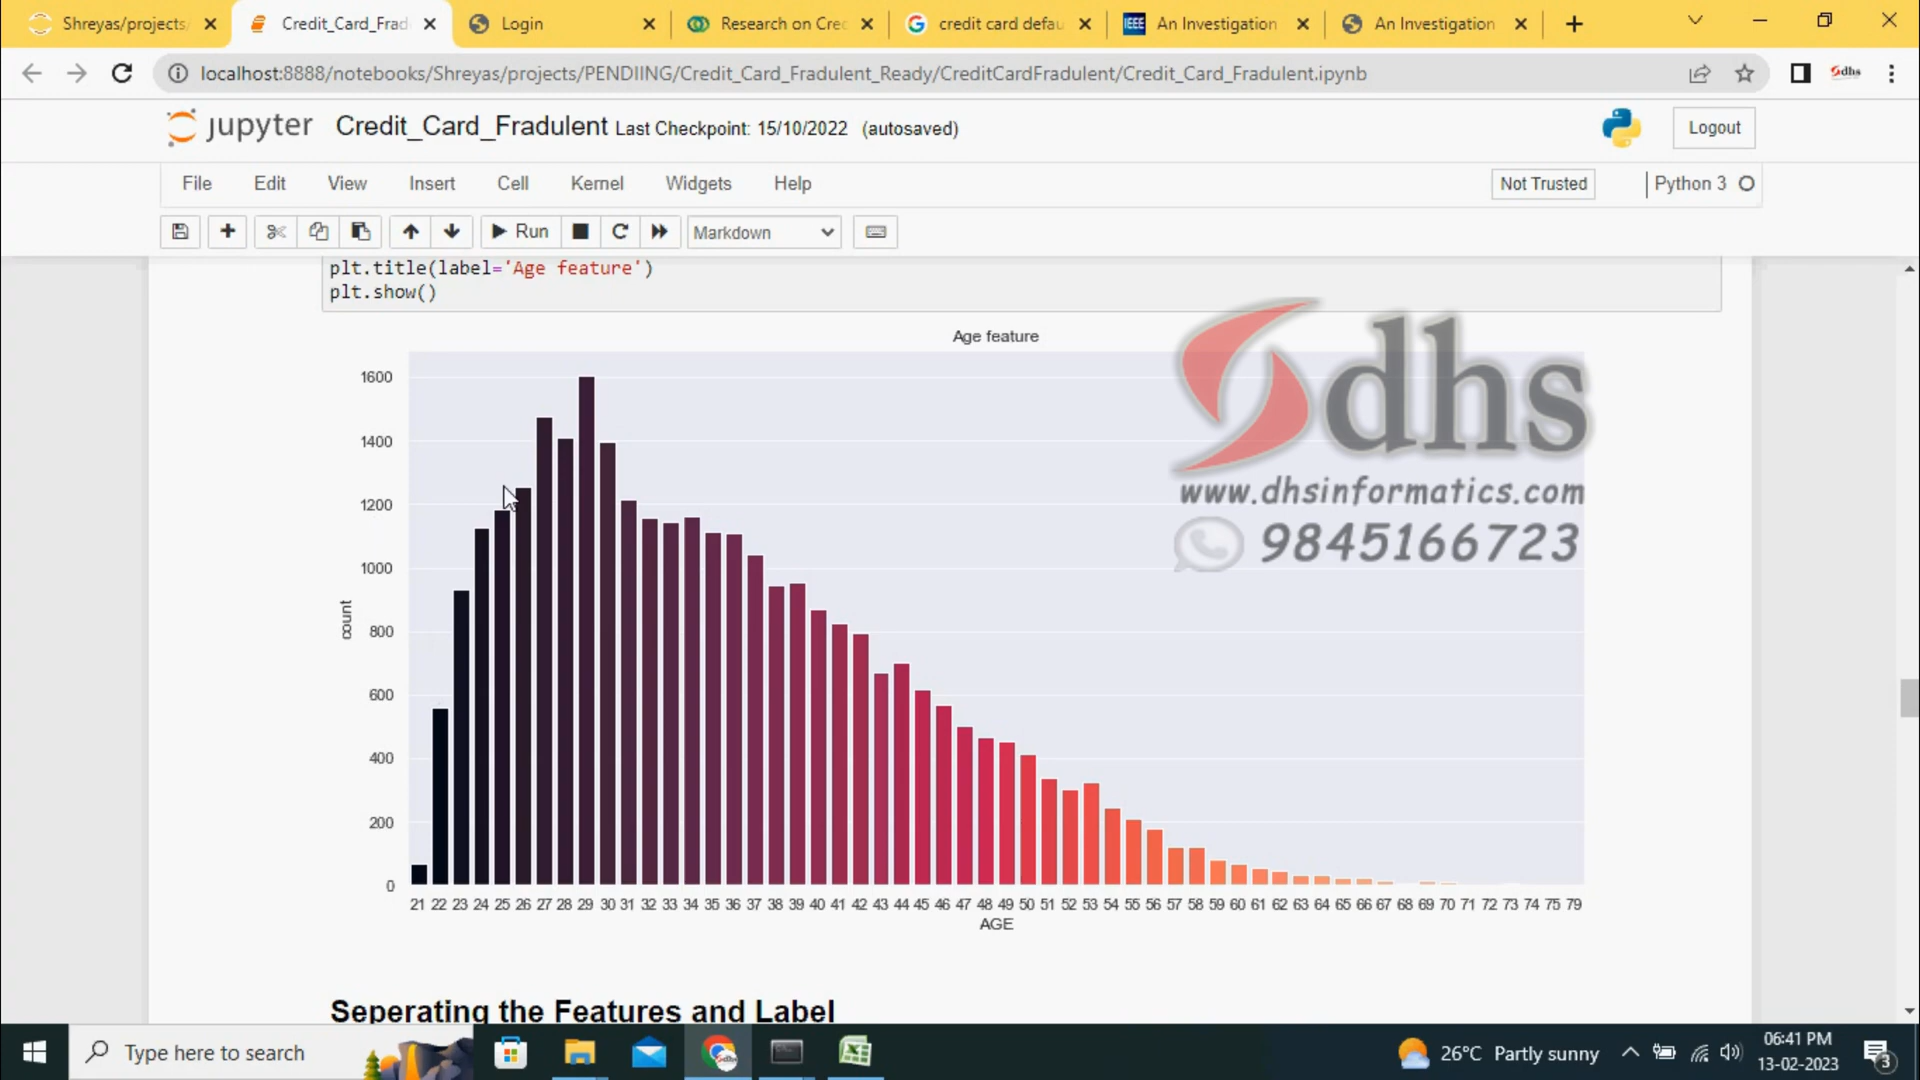 Shreyas/projects/
Credit_Card_Frad
Login
Research on Cre
credit card defau
IEEE
An Investigation
An Investigation
localhost:8888/notebooks/Shreyas/projects/PENDIING/Credit_Card_Fradulent_Ready/CreditCardFradulent/Credit_Card_Fradulent.ipynb
dhs
jupyter Credit_Card_Fradulent Last Checkpoint: 15/10/2022 (autosaved)
Logout
File Edit View Insert Cell Kernel Widgets Help
Not Trusted
Python 3
Run
Markdown
plt.title(label='Age feature')
plt.show()
Age feature
1600
1400
1200
1000
800
600
400
200
0
count
21 22 23 24 25 26 27 28 29 30 31 32 33 34 35 36 37 38 39 40 41 42 43 44 45 46 47 48 49 50 51 52 53 54 55 56 57 58 59 60 61 62 63 64 65 66 67 68 69 70 71 72 73 74 75 79
AGE
dhs
www.dhsinformatics.com
9845166723
Seperating the Features and Label
Type here to search
26°C Partly sunny
06:41 PM
13-02-2023
3